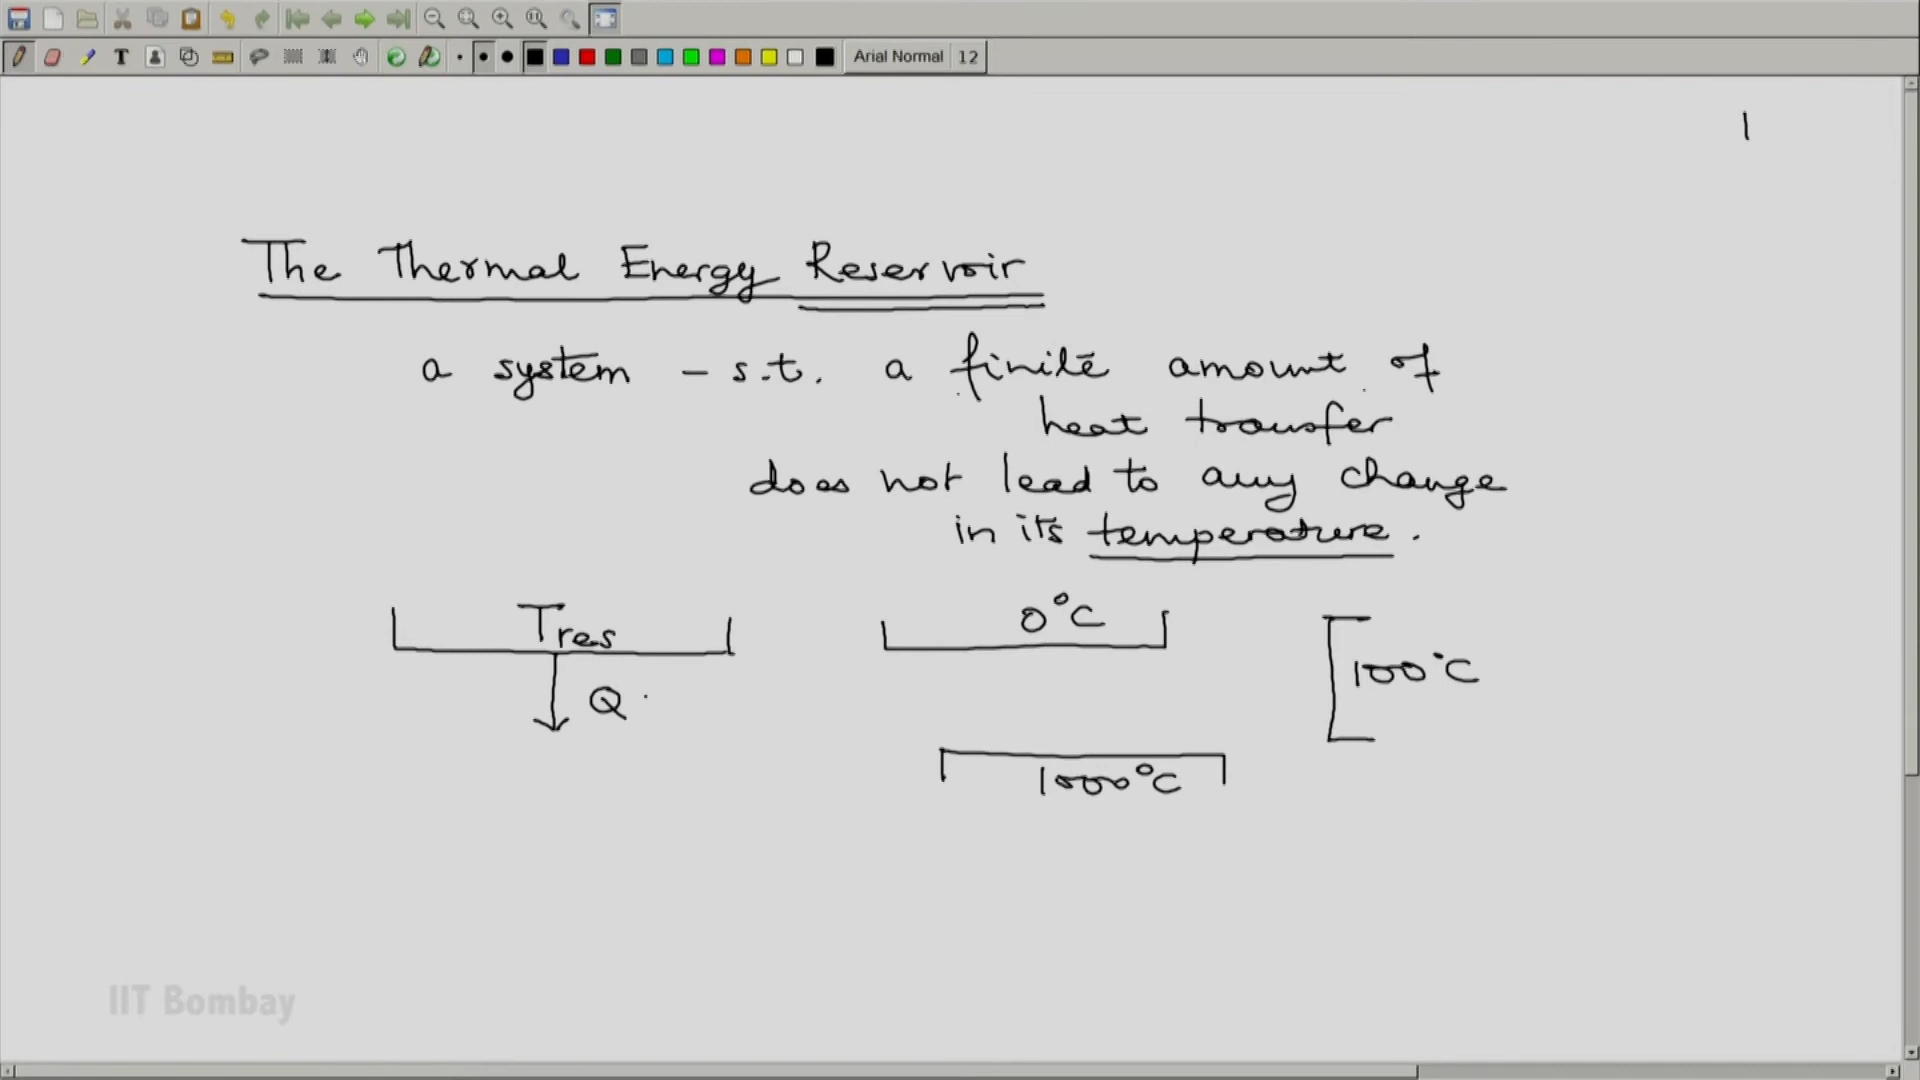 Arial Normal 12
1
The Thermal Energy Reservoir
a system - s.t. a finite amount of
heat transfer
does not lead to any change
in its temperature.
Tres
0°C
100°C
Q
1000°C
IIT Bombay